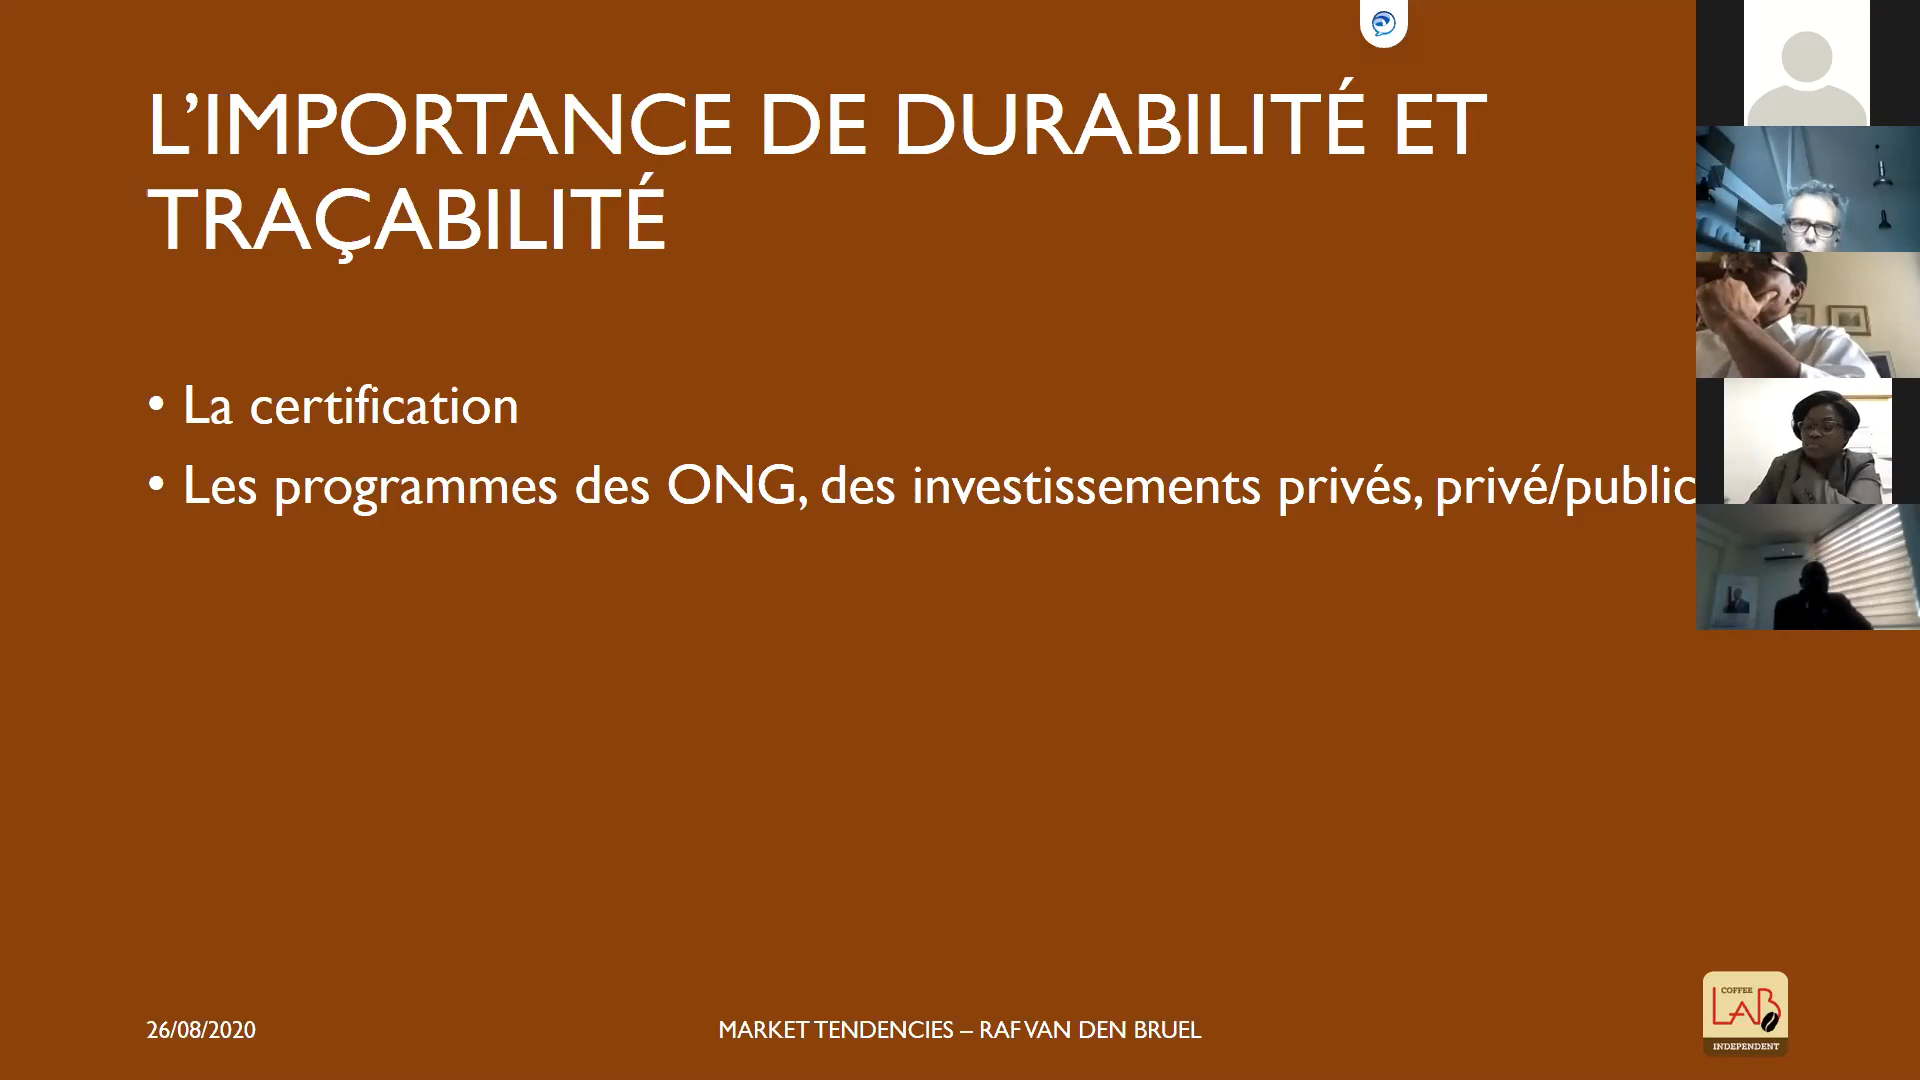 L’IMPORTANCE DE DURABILITÉ ET
TRAÇABILITÉ
• La certification
• Les programmes des ONG, des investissements privés, privé/public
26/08/2020
MARKET TENDENCIES – RAF VAN DEN BRUEL
COFFEE
LAB
INDEPENDENT